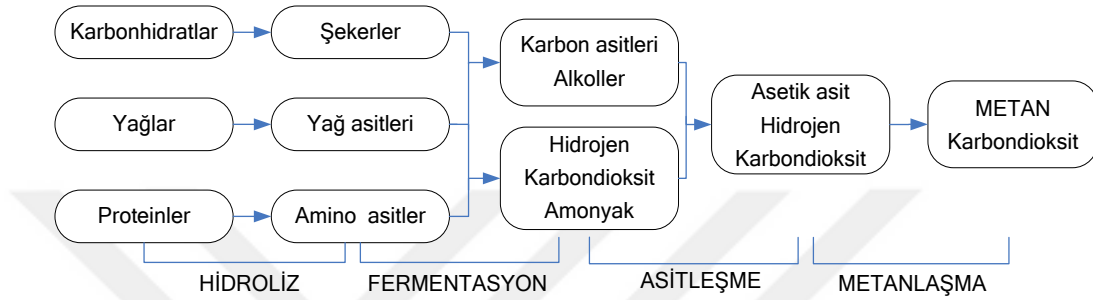 Karbonhidratlar
Şekerler
Karbon asitleri
Alkoller
Yağlar
Yağ asitleri
Asetik asit
Hidrojen
Karbondioksit
METAN
Karbondioksit
Hidrojen
Karbondioksit
Amonyak
Proteinler
Amino asitler
HİDROLİZ
FERMENTASYON
ASİTLEŞME
METANLAŞMA